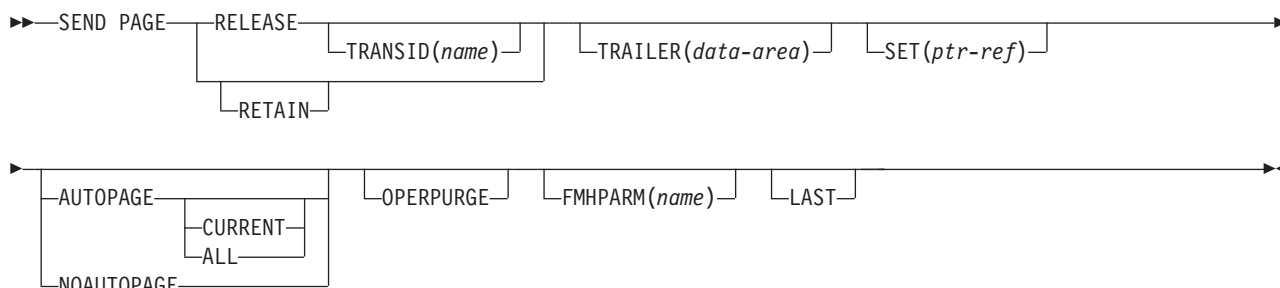 SEND PAGE RELEASE
TRANSID(name) TRAILER(data-area) SET(ptr-ref)
RETAIN
AUTOPAGE OPERPURGE FMHPARM(name) LAST
CURRENT
ALL
NOAUTOPAGE